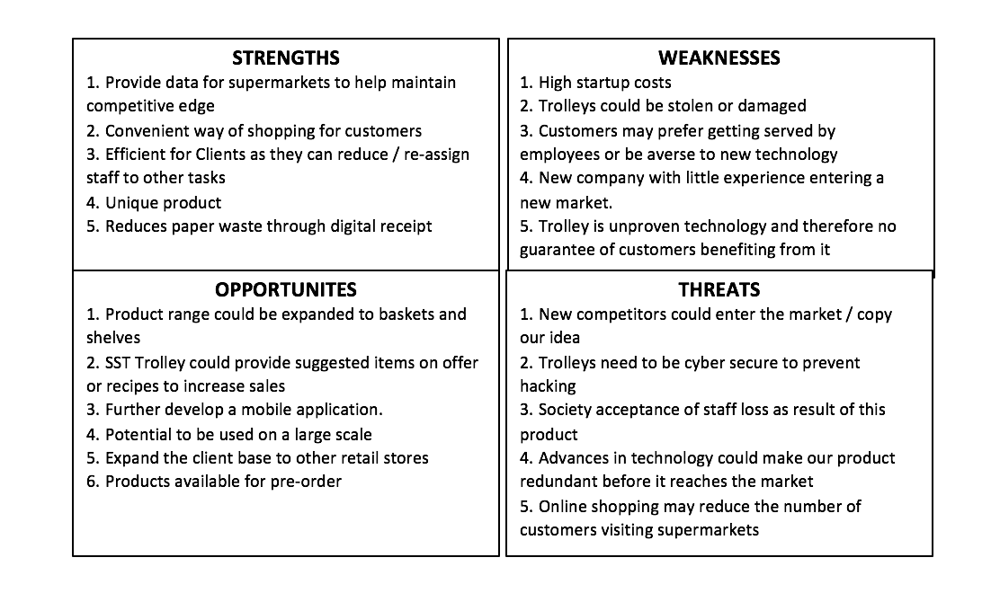 STRENGTHS
1. Provide data for supermarkets to help maintain
competitive edge
2. Convenient way of shopping for customers
3. Efficient for Clients as they can reduce / re-assign
staff to other tasks
4. Unique product
5. Reduces paper waste through digital receipt
WEAKNESSES
1. High startup costs
2. Trolleys could be stolen or damaged
3. Customers may prefer getting served by
employees or be averse to new technology
4. New company with little experience entering a
new market.
5. Trolley is unproven technology and therefore no
guarantee of customers benefiting from it
OPPORTUNITES
1. Product range could be expanded to baskets and
shelves
2. SST Trolley could provide suggested items on offer
or recipes to increase sales
3. Further develop a mobile application.
4. Potential to be used on a large scale
5. Expand the client base to other retail stores
6. Products available for pre-order
THREATS
1. New competitors could enter the market / copy
our idea
2. Trolleys need to be cyber secure to prevent
hacking
3. Society acceptance of staff loss as result of this
product
4. Advances in technology could make our product
redundant before it reaches the market
5. Online shopping may reduce the number of
customers visiting supermarkets